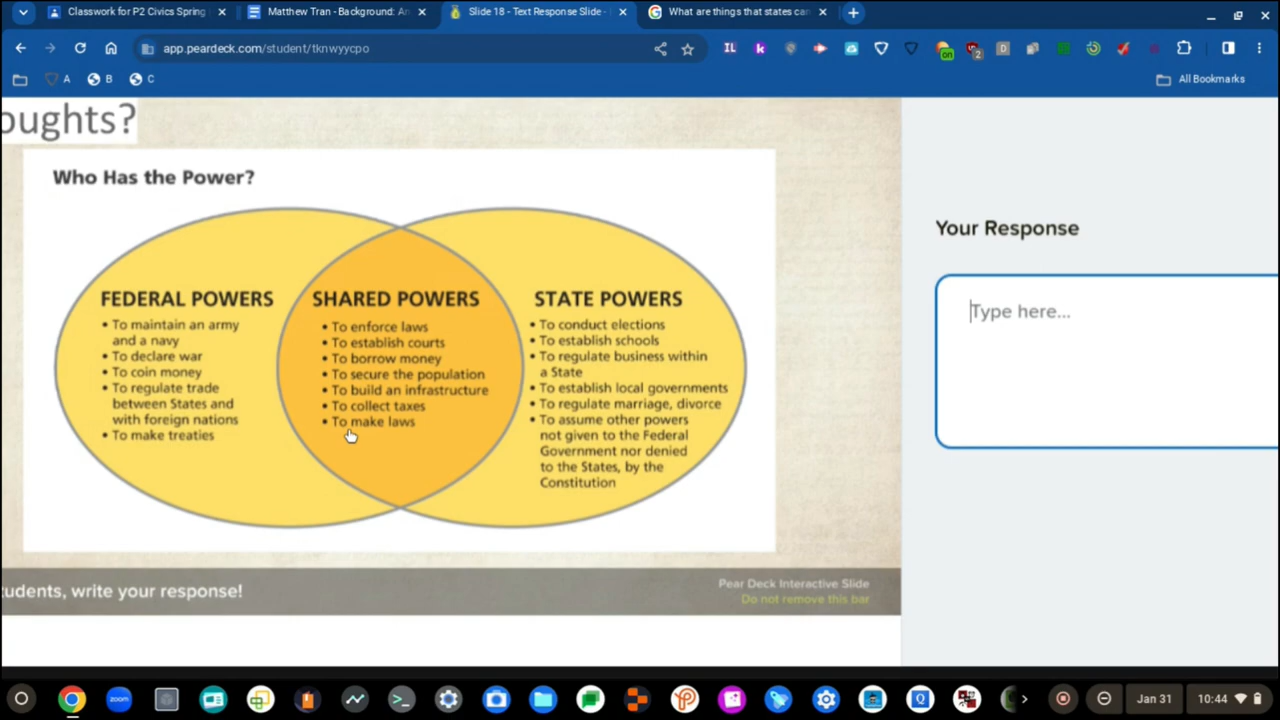 Classwork for P2 Civics Spring
Matthew Tran - Background: An
Slide 18 - Text Response Slide -
What are things that states can
app.peardeck.com/student/tknwyycpo
IL
k
on
2
D
A
B
C
All Bookmarks
oughts?
Who Has the Power?
FEDERAL POWERS
• To maintain an army
and a navy
• To declare war
• To coin money
• To regulate trade
between States and
with foreign nations
• To make treaties
SHARED POWERS
• To enforce laws
• To establish courts
• To borrow money
• To secure the population
• To build an infrastructure
• To collect taxes
• To make laws
STATE POWERS
• To conduct elections
• To establish schools
• To regulate business within
a State
• To establish local governments
• To regulate marriage, divorce
• To assume other powers
not given to the Federal
Government nor denied
to the States, by the
Constitution
Your Response
Type here...
tudents, write your response!
Pear Deck Interactive Slide
Do not remove this bar
zoom
Q
Jan 31
10:44